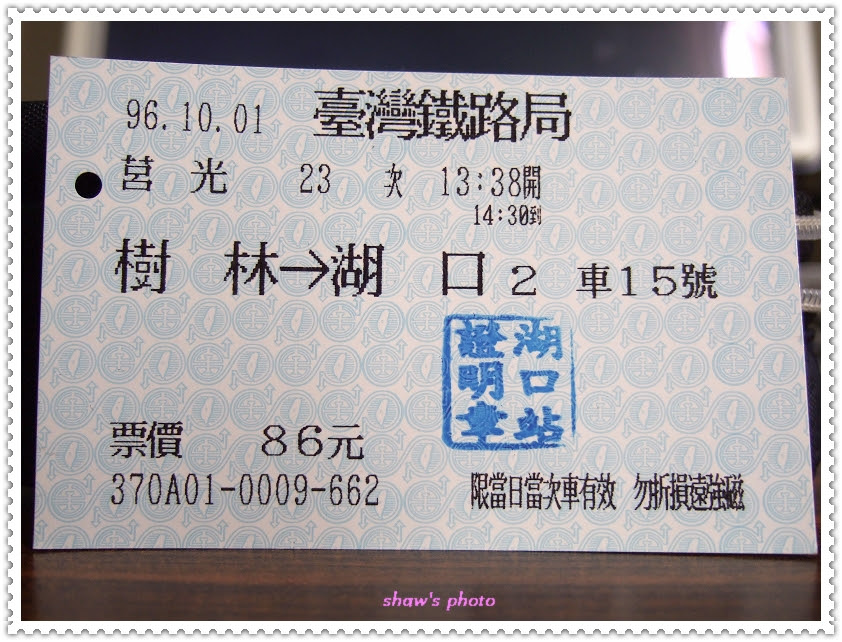 96.10.01 臺灣鐵路局
莒光 23 次 13:38開
14:30到
樹林→湖口 2 車15號
湖口站
證明章
票價 86元
370A01-0009-662 限當日當次車有效 勿折損遠強磁
shaw's photo